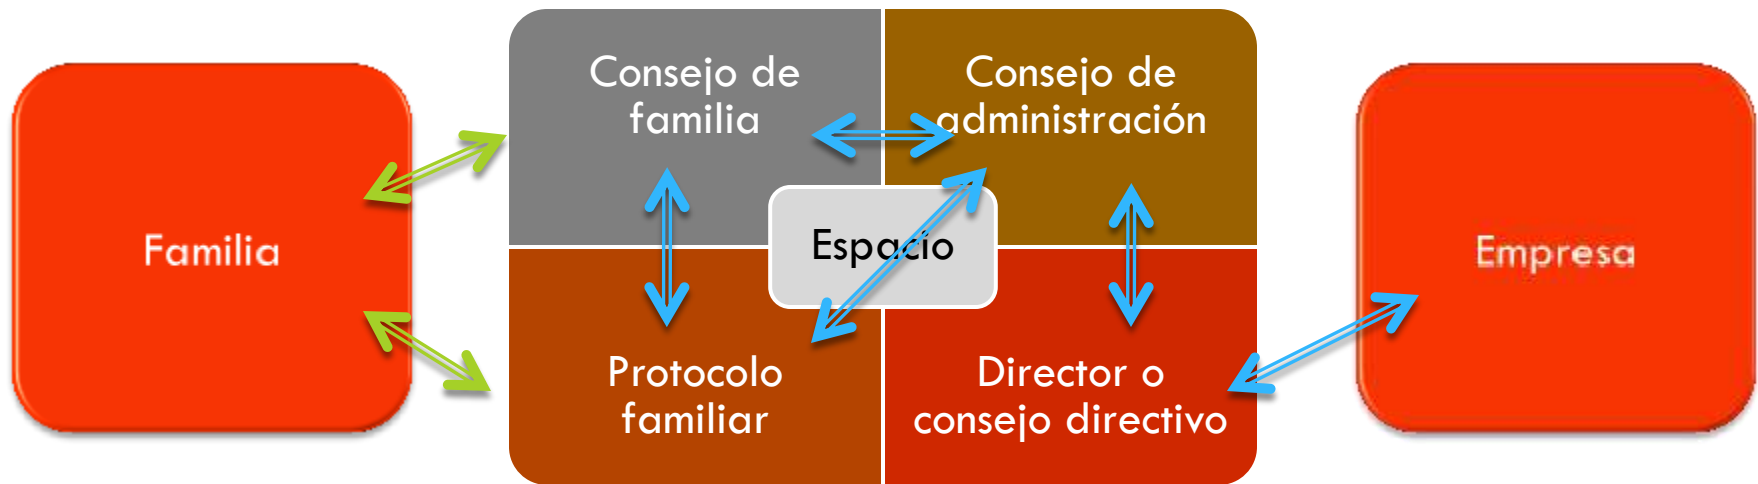 Familia
Consejo de
familia
Consejo de
administración
Espacio
Protocolo
familiar
Director o
consejo directivo
Empresa